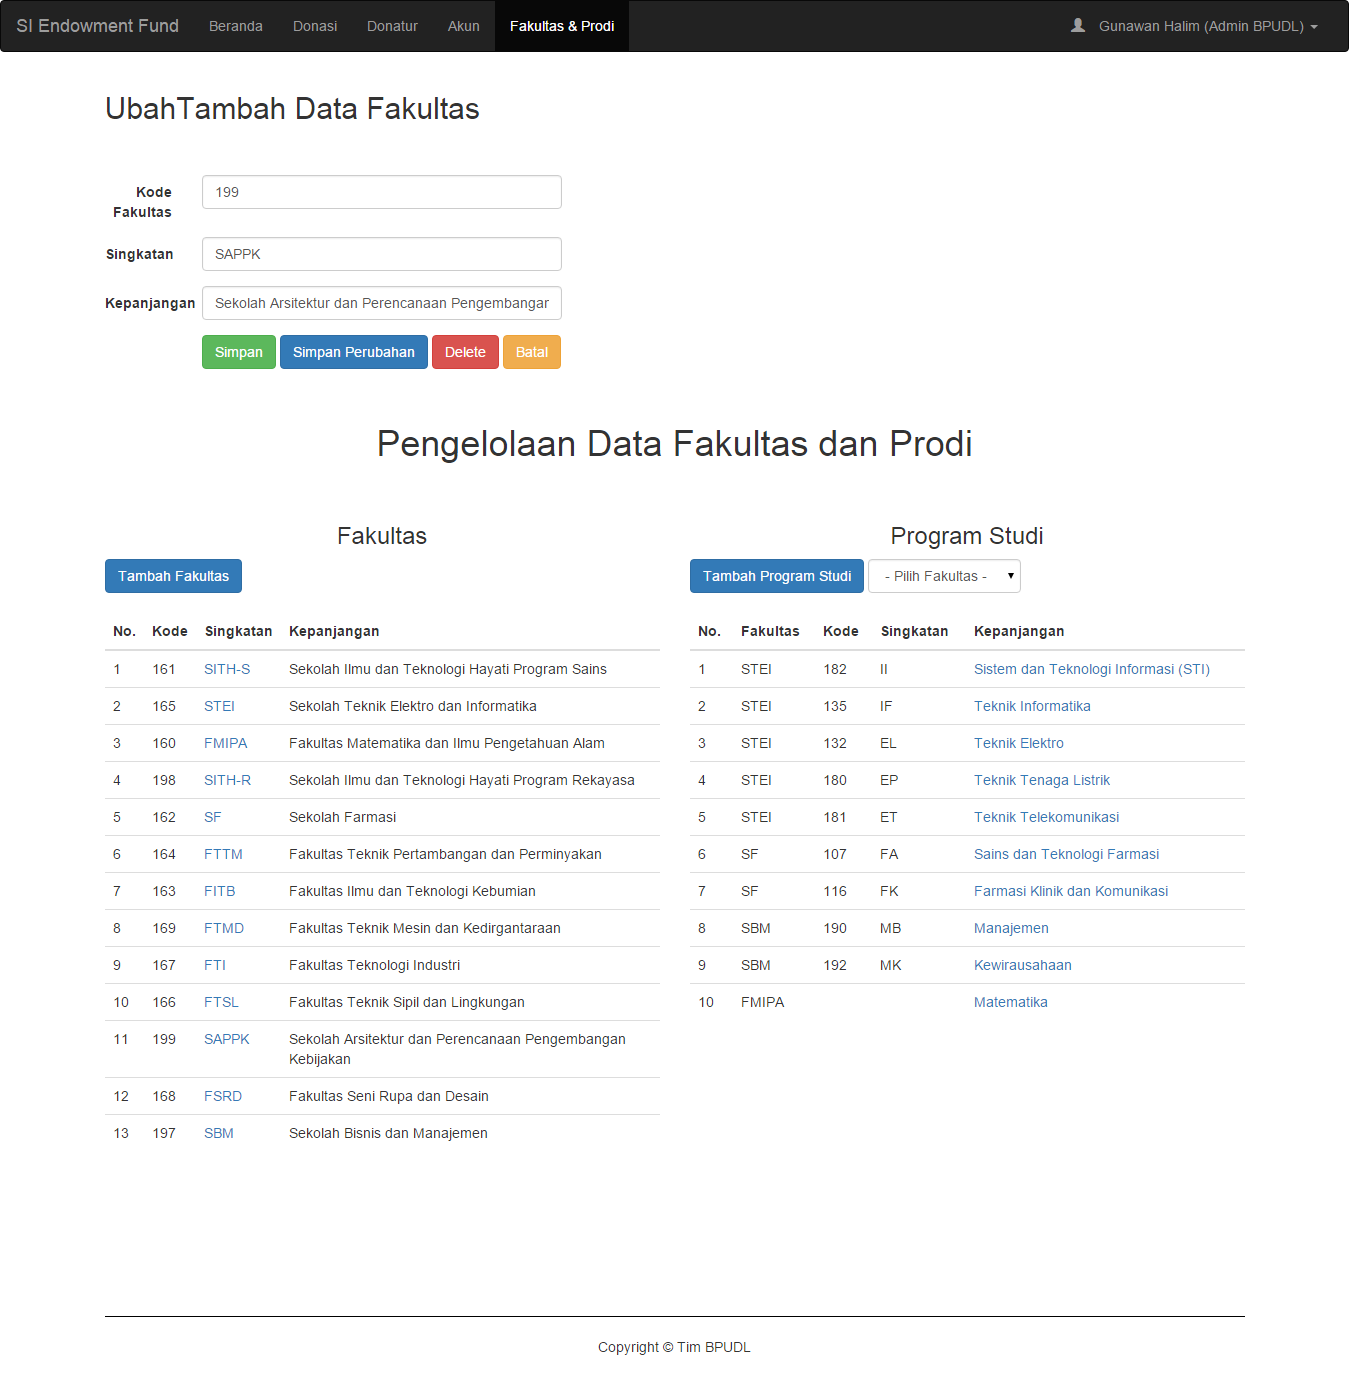 SI Endowment Fund Beranda Donasi Donatur Akun Fakultas & Prodi Gunawan Halim (Admin BPUDL)
UbahTambah Data Fakultas
Kode Fakultas 199
Singkatan SAPPK
Kepanjangan Sekolah Arsitektur dan Perencanaan Pengembangan
Simpan Simpan Perubahan Delete Batal
Pengelolaan Data Fakultas dan Prodi
Fakultas
Tambah Fakultas
No. Kode Singkatan Kepanjangan
1 161 SITH-S Sekolah Ilmu dan Teknologi Hayati Program Sains
2 165 STEI Sekolah Teknik Elektro dan Informatika
3 160 FMIPA Fakultas Matematika dan Ilmu Pengetahuan Alam
4 198 SITH-R Sekolah Ilmu dan Teknologi Hayati Program Rekayasa
5 162 SF Sekolah Farmasi
6 164 FTTM Fakultas Teknik Pertambangan dan Perminyakan
7 163 FITB Fakultas Ilmu dan Teknologi Kebumian
8 169 FTMD Fakultas Teknik Mesin dan Kedirgantaraan
9 167 FTI Fakultas Teknologi Industri
10 166 FTSL Fakultas Teknik Sipil dan Lingkungan
11 199 SAPPK Sekolah Arsitektur dan Perencanaan Pengembangan
Kebijakan
12 168 FSRD Fakultas Seni Rupa dan Desain
13 197 SBM Sekolah Bisnis dan Manajemen
Program Studi
Tambah Program Studi - Pilih Fakultas -
No. Fakultas Kode Singkatan Kepanjangan
1 STEI 182 II Sistem dan Teknologi Informasi (STI)
2 STEI 135 IF Teknik Informatika
3 STEI 132 EL Teknik Elektro
4 STEI 180 EP Teknik Tenaga Listrik
5 STEI 181 ET Teknik Telekomunikasi
6 SF 107 FA Sains dan Teknologi Farmasi
7 SF 116 FK Farmasi Klinik dan Komunikasi
8 SBM 190 MB Manajemen
9 SBM 192 MK Kewirausahaan
10 FMIPA Matematika
Copyright © Tim BPUDL